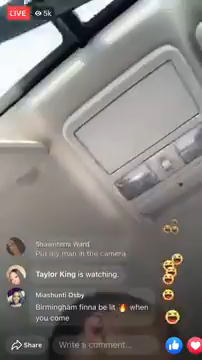 LIVE 5k
Shawntena Ward
Put my man in the camera
Taylor King is watching.
Miashunti Osby
Birmingham finna be lit 🔥 when
you come
Share
Write a comment...